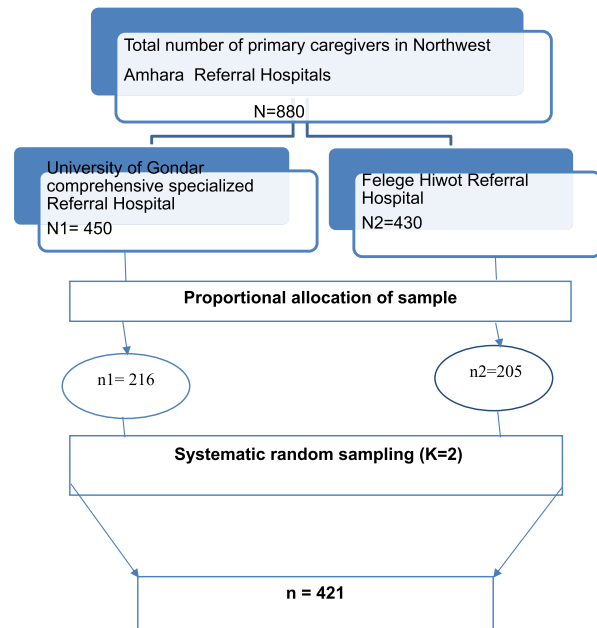 Total number of primary caregivers in Northwest
Amhara Referral Hospitals
N=880
University of Gondar
comprehensive specialized
Referral Hospital
N1= 450
Felege Hiwot Referral
Hospital
N2=430
Proportional allocation of sample
n1= 216
n2=205
Systematic random sampling (K=2)
n = 421